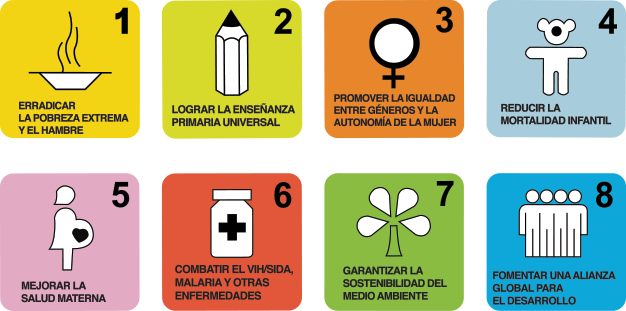 1
ERRADICAR
LA POBREZA EXTREMA
Y EL HAMBRE
2
LOGRAR LA ENSEÑANZA
PRIMARIA UNIVERSAL
3
PROMOVER LA IGUALDAD
ENTRE GÉNEROS Y LA
AUTONOMÍA DE LA MUJER
4
REDUCIR LA
MORTALIDAD INFANTIL
5
MEJORAR LA
SALUD MATERNA
6
COMBATIR EL VIH/SIDA,
MALARIA Y OTRAS
ENFERMEDADES
7
GARANTIZAR LA
SOSTENIBILIDAD DEL
MEDIO AMBIENTE
8
FOMENTAR UNA ALIANZA
GLOBAL PARA
EL DESARROLLO